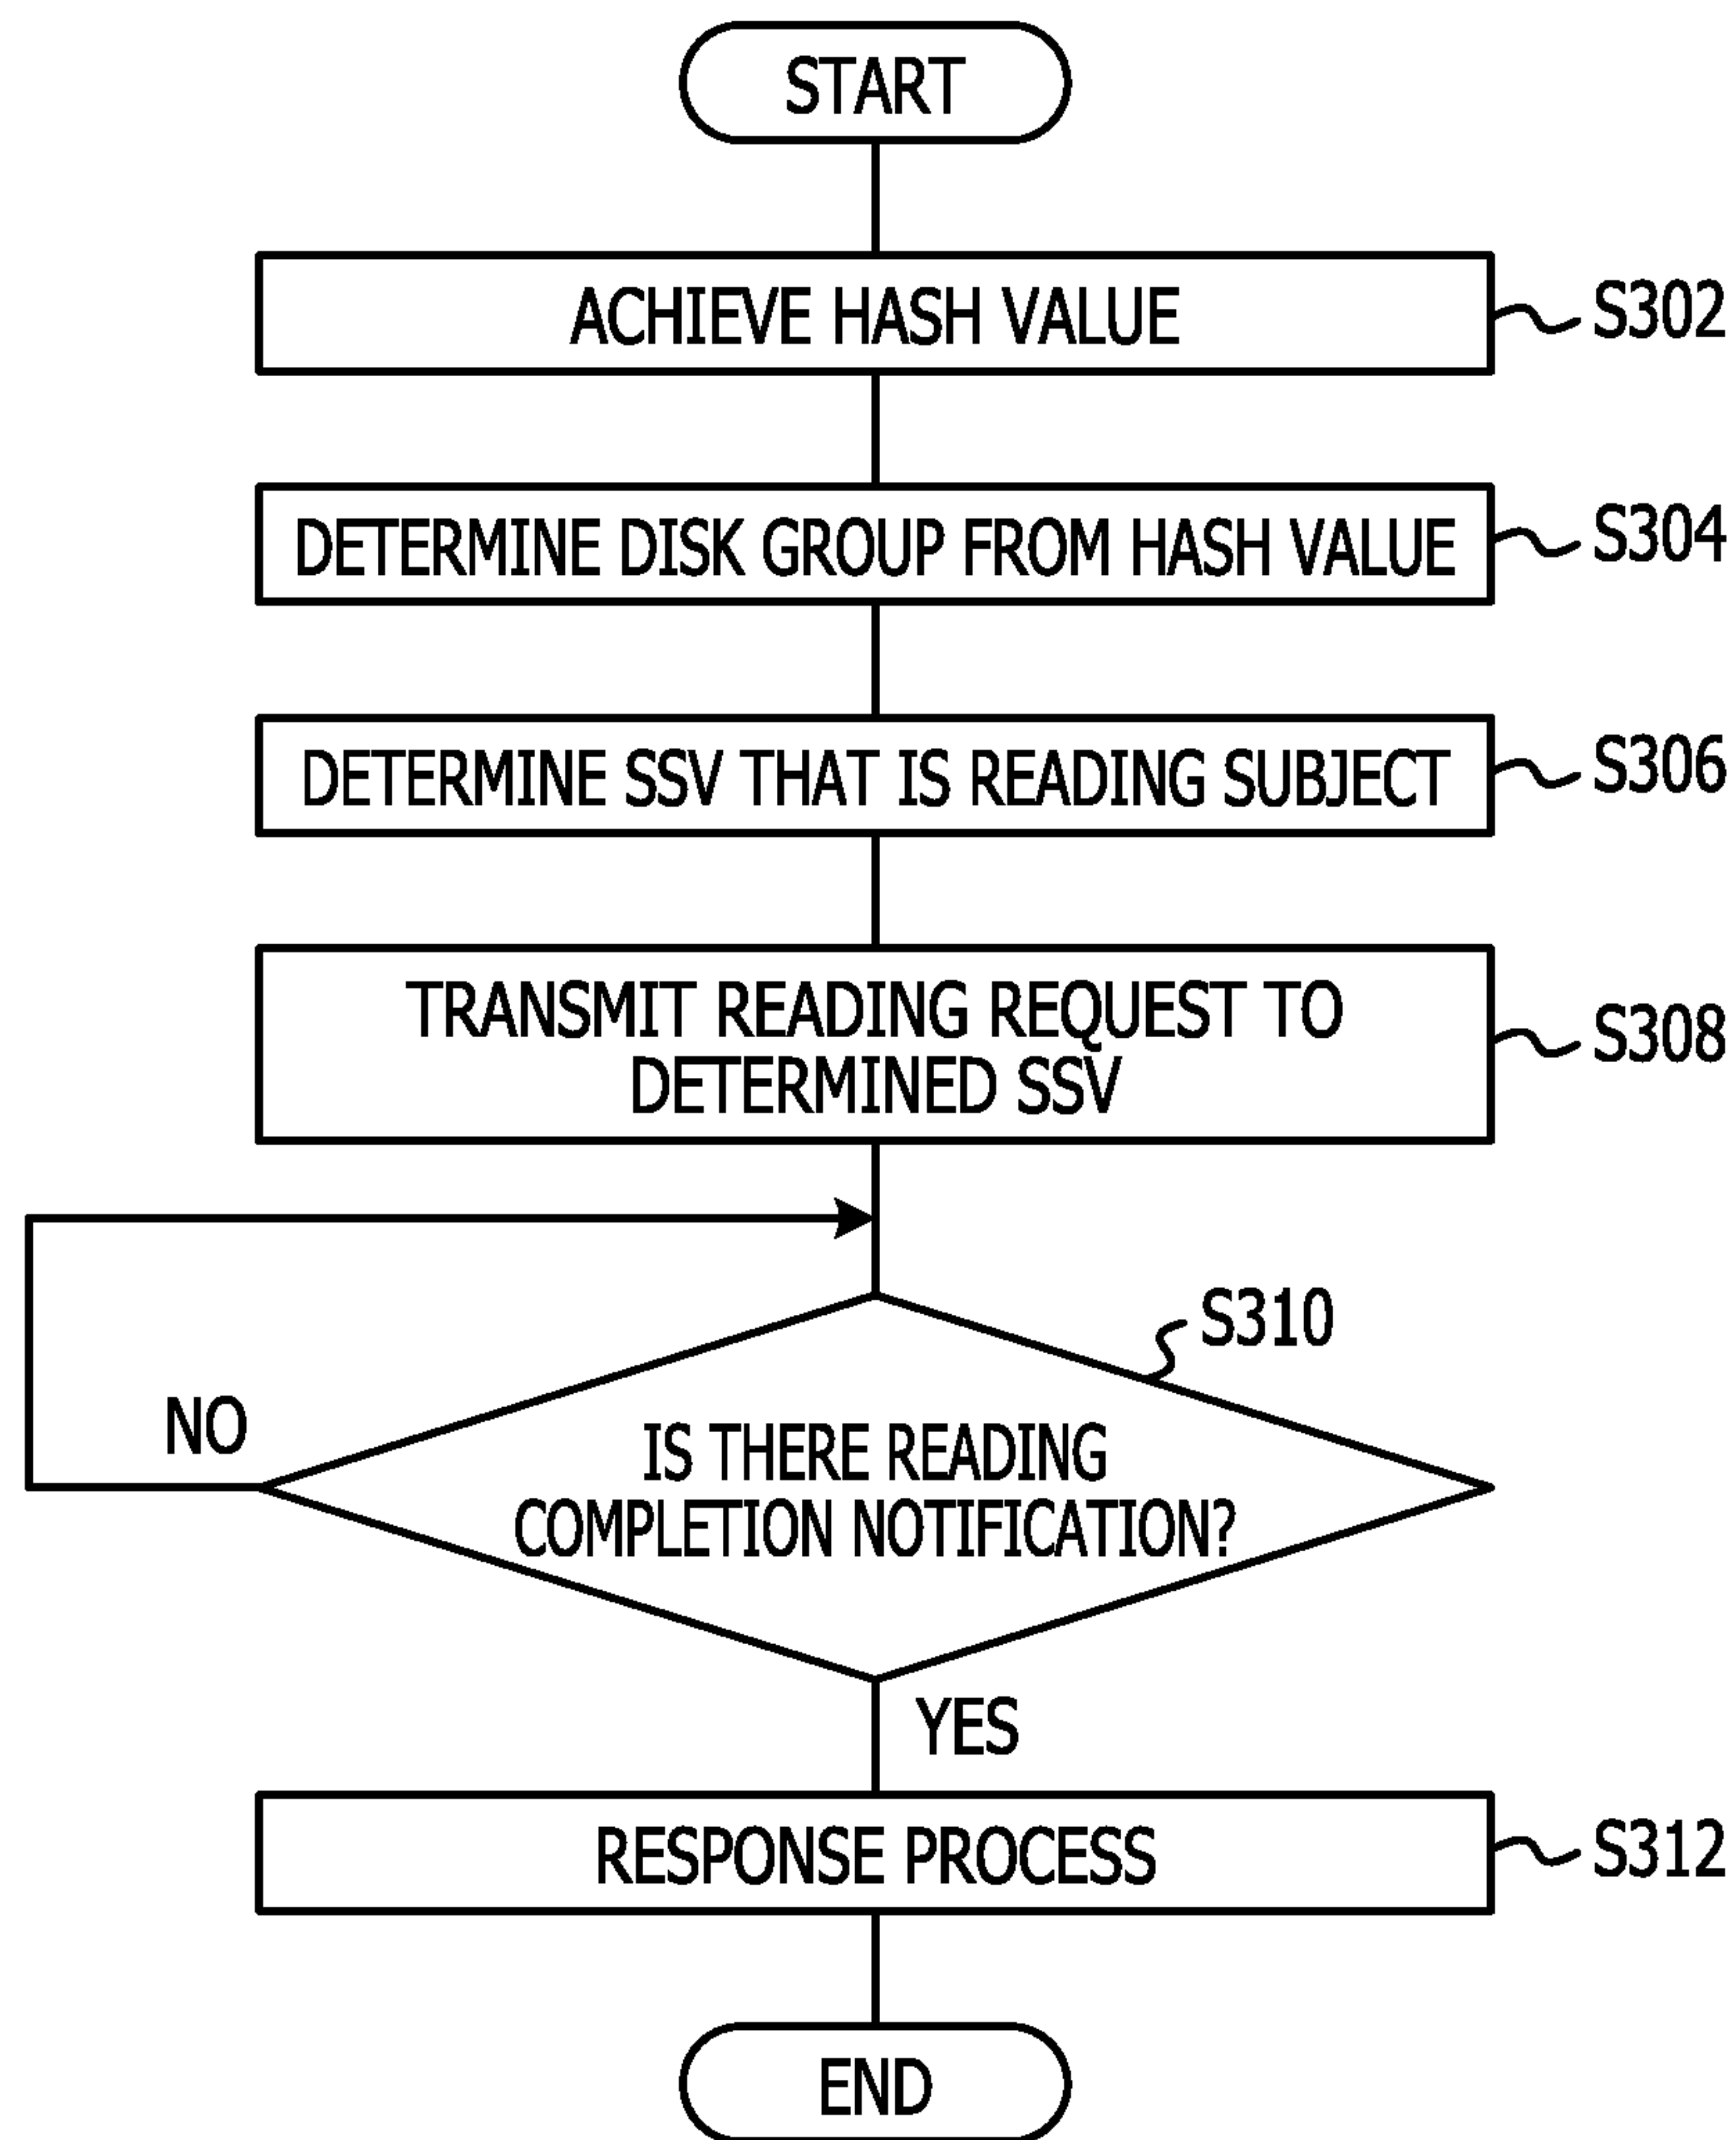 START
ACHIEVE HASH VALUE
S302
DETERMINE DISK GROUP FROM HASH VALUE
S304
DETERMINE SSV THAT IS READING SUBJECT
S306
TRANSMIT READING REQUEST TO
DETERMINED SSV
S308
S310
NO
IS THERE READING
COMPLETION NOTIFICATION?
YES
RESPONSE PROCESS
S312
END